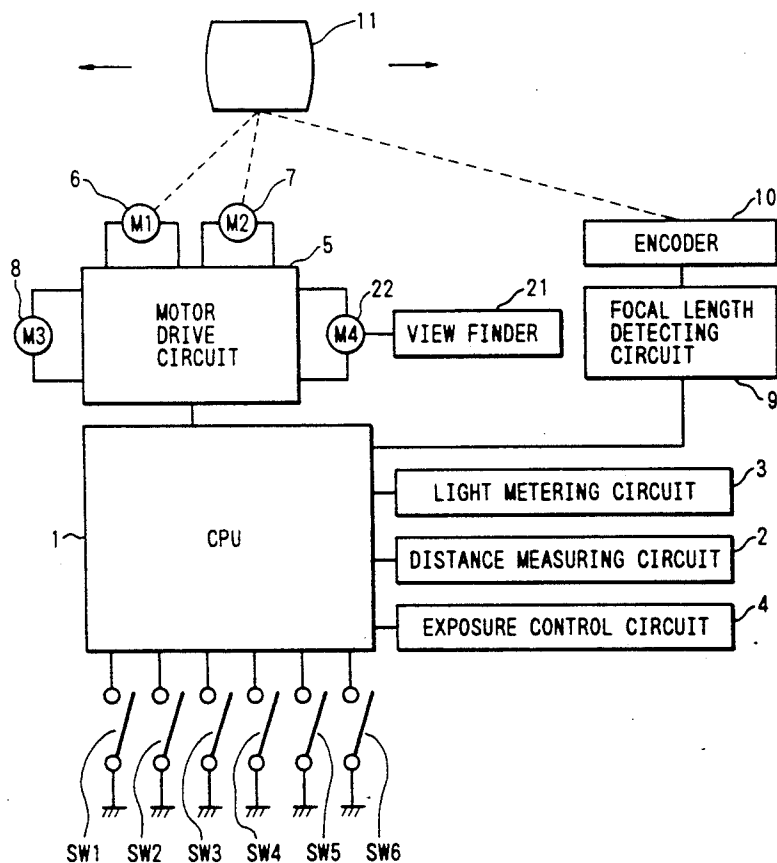 11
6
7
10
M1
M2
ENCODER
5
8
22
21
M3
MOTOR
DRIVE
CIRCUIT
M4
VIEW FINDER
FOCAL LENGTH
DETECTING
CIRCUIT
9
3
LIGHT METERING CIRCUIT
1
CPU
2
DISTANCE MEASURING CIRCUIT
4
EXPOSURE CONTROL CIRCUIT
SW1 SW2 SW3 SW4 SW5 SW6